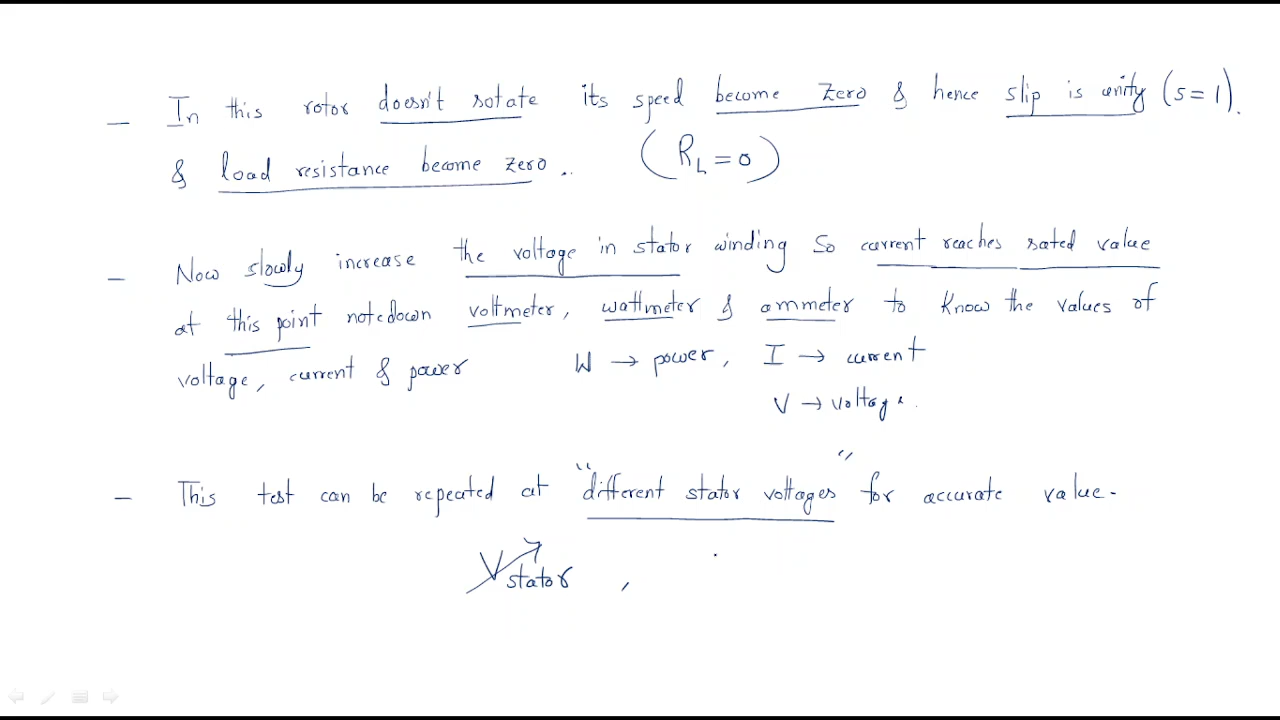 – In this rotor doesn't rotate its speed become zero & hence slip is unity (s = 1).
& load resistance become zero .. (R_L = 0)
– Now slowly increase the voltage in stator winding so current reaches rated value
at this point notedown voltmeter, wattmeter & ammeter to know the values of
voltage, current & power W → power, I → current
V → voltage.
– This test can be repeated at "different stator voltages" for accurate value.
V_stator ,